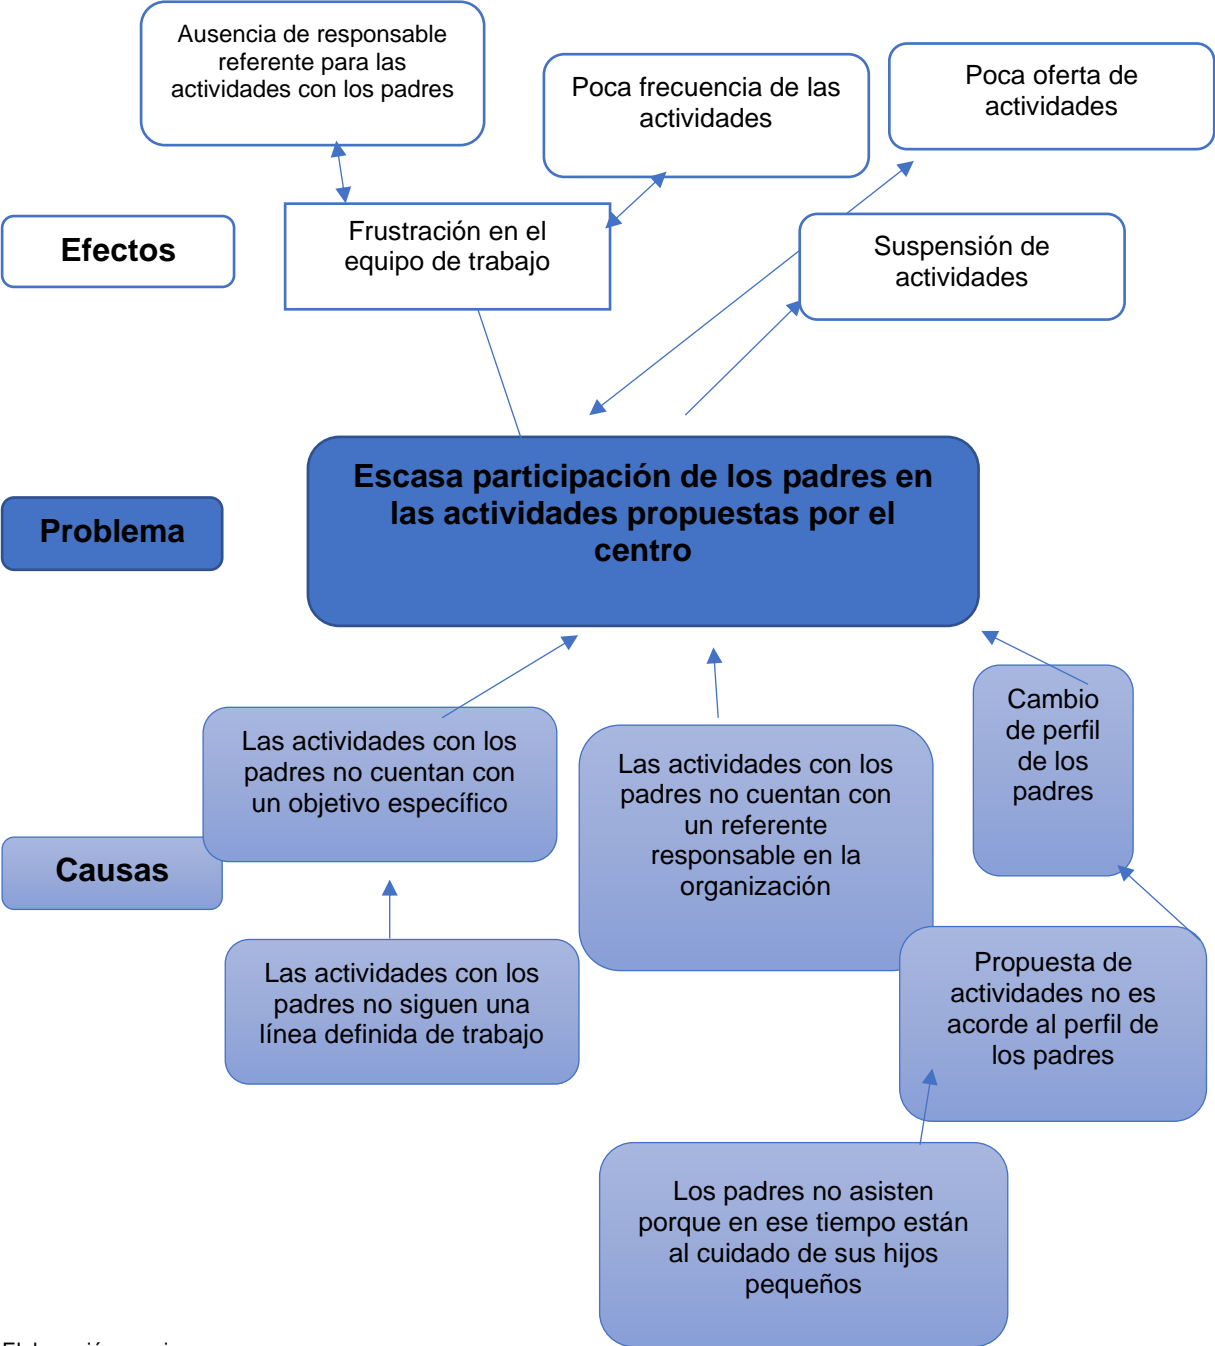 Ausencia de responsable
referente para las
actividades con los padres
Poca frecuencia de las
actividades
Poca oferta de
actividades
Efectos
Frustración en el
equipo de trabajo
Suspensión de
actividades
Problema
Escasa participación de los padres en
las actividades propuestas por el
centro
Causas
Las actividades con los
padres no cuentan con
un objetivo específico
Las actividades con los
padres no cuentan con
un referente
responsable en la
organización
Cambio
de perfil
de los
padres
Las actividades con los
padres no siguen una
línea definida de trabajo
Propuesta de
actividades no es
acorde al perfil de
los padres
Los padres no asisten
porque en ese tiempo están
al cuidado de sus hijos
pequeños